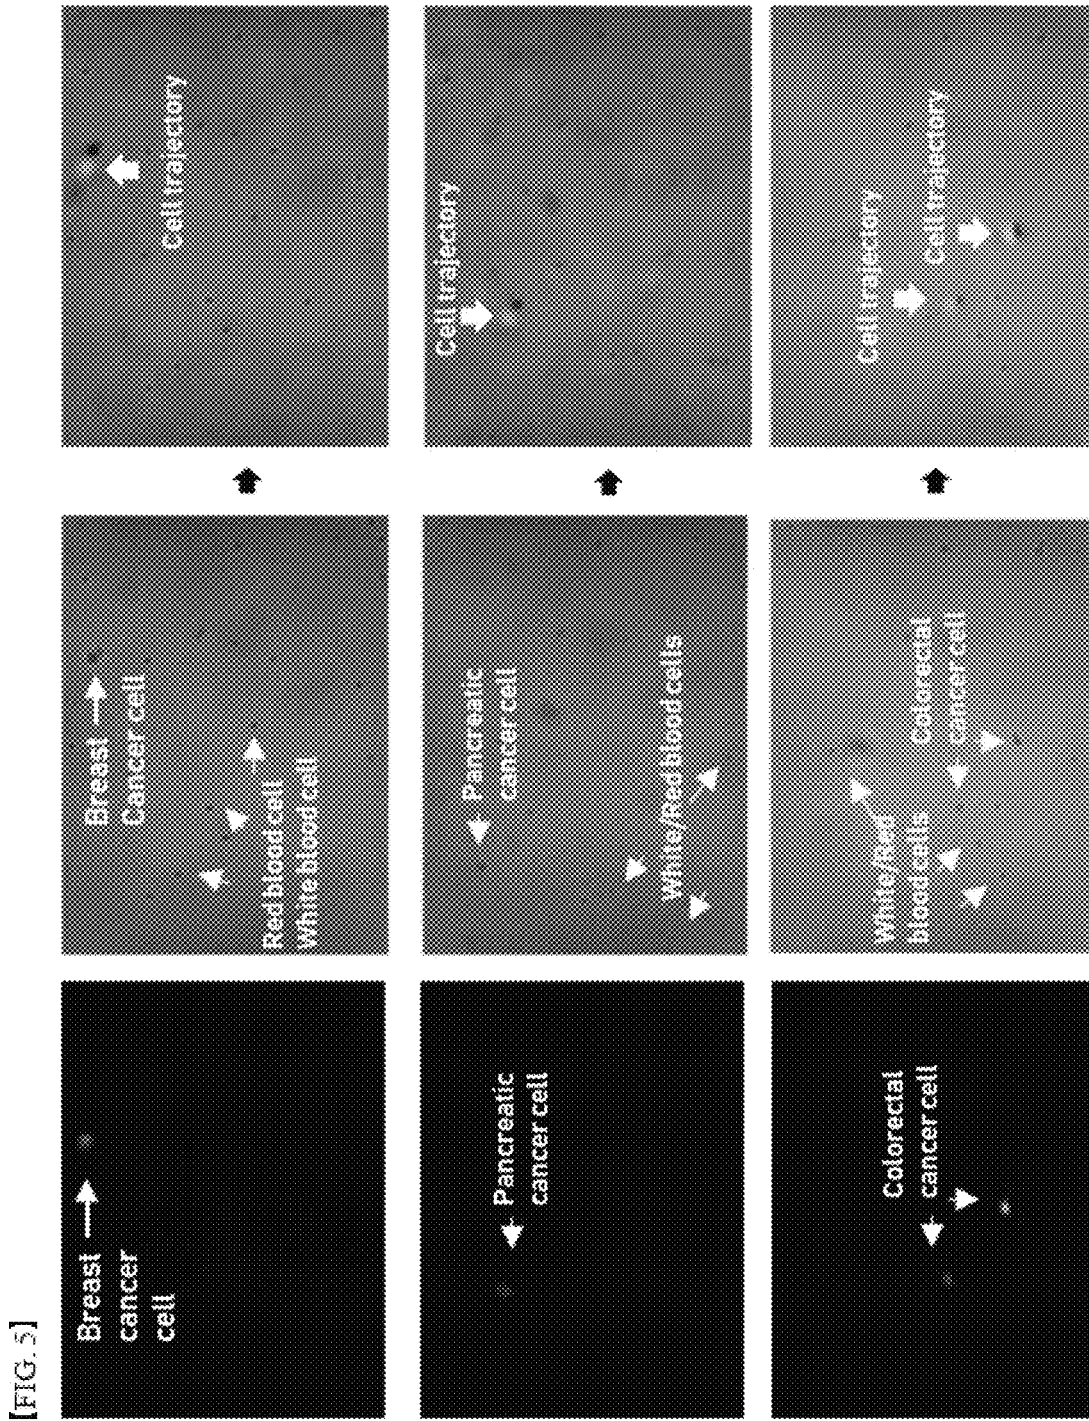 [FIG. 5]
Breast
cancer
cell
Breast
Cancer cell
Red blood cell
White blood cell
Cell trajectory
Pancreatic
cancer cell
Pancreatic
cancer cell
White/Red blood cells
Cell trajectory
Colorectal
cancer cell
White/Red
blood cells
Colorectal
cancer cell
Cell trajectory
Cell trajectory